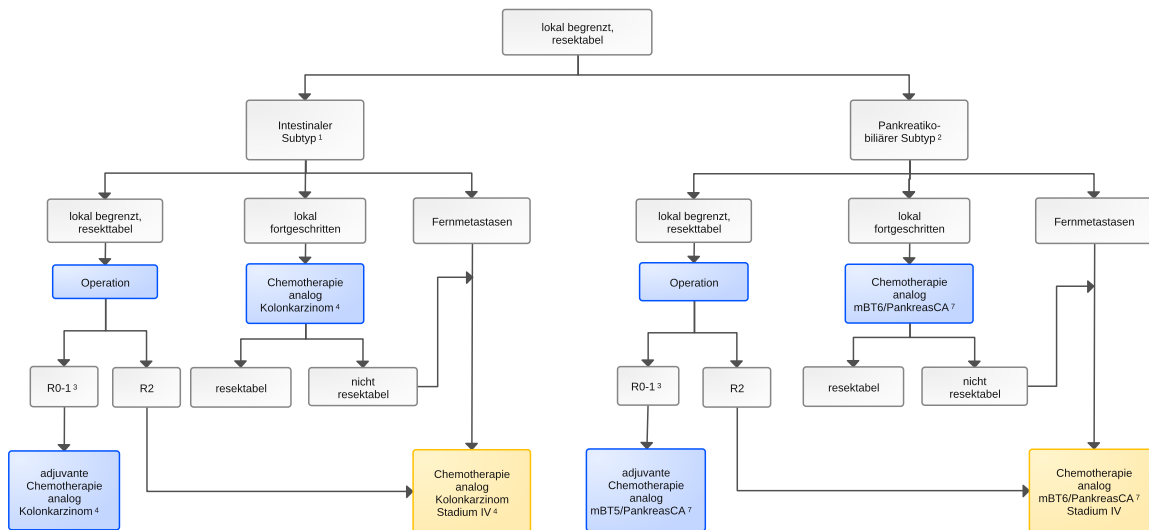 lokal begrenzt,
resektabel
Intestinaler
Subtyp ¹
Pankreatiko-
biliärer Subtyp ²
lokal begrenzt,
resekttabel
lokal
fortgeschritten
Fernmetastasen
lokal begrenzt,
resektabel
lokal
fortgeschritten
Fernmetastasen
Operation
Chemotherapie
analog
Kolonkarzinom ⁴
Operation
Chemotherapie
analog
mBT6/PankreasCA ⁷
R0-1 ³
R2
resektabel
nicht
resektabel
R0-1 ³
R2
resektabel
nicht
resektabel
adjuvante
Chemotherapie
analog
Kolonkarzinom ⁴
Chemotherapie
analog
Kolonkarzinom
Stadium IV ⁴
adjuvante
Chemotherapie
analog
mBT5/PankreasCA ⁷
Chemotherapie
analog
mBT6/PankreasCA ⁷
Stadium IV